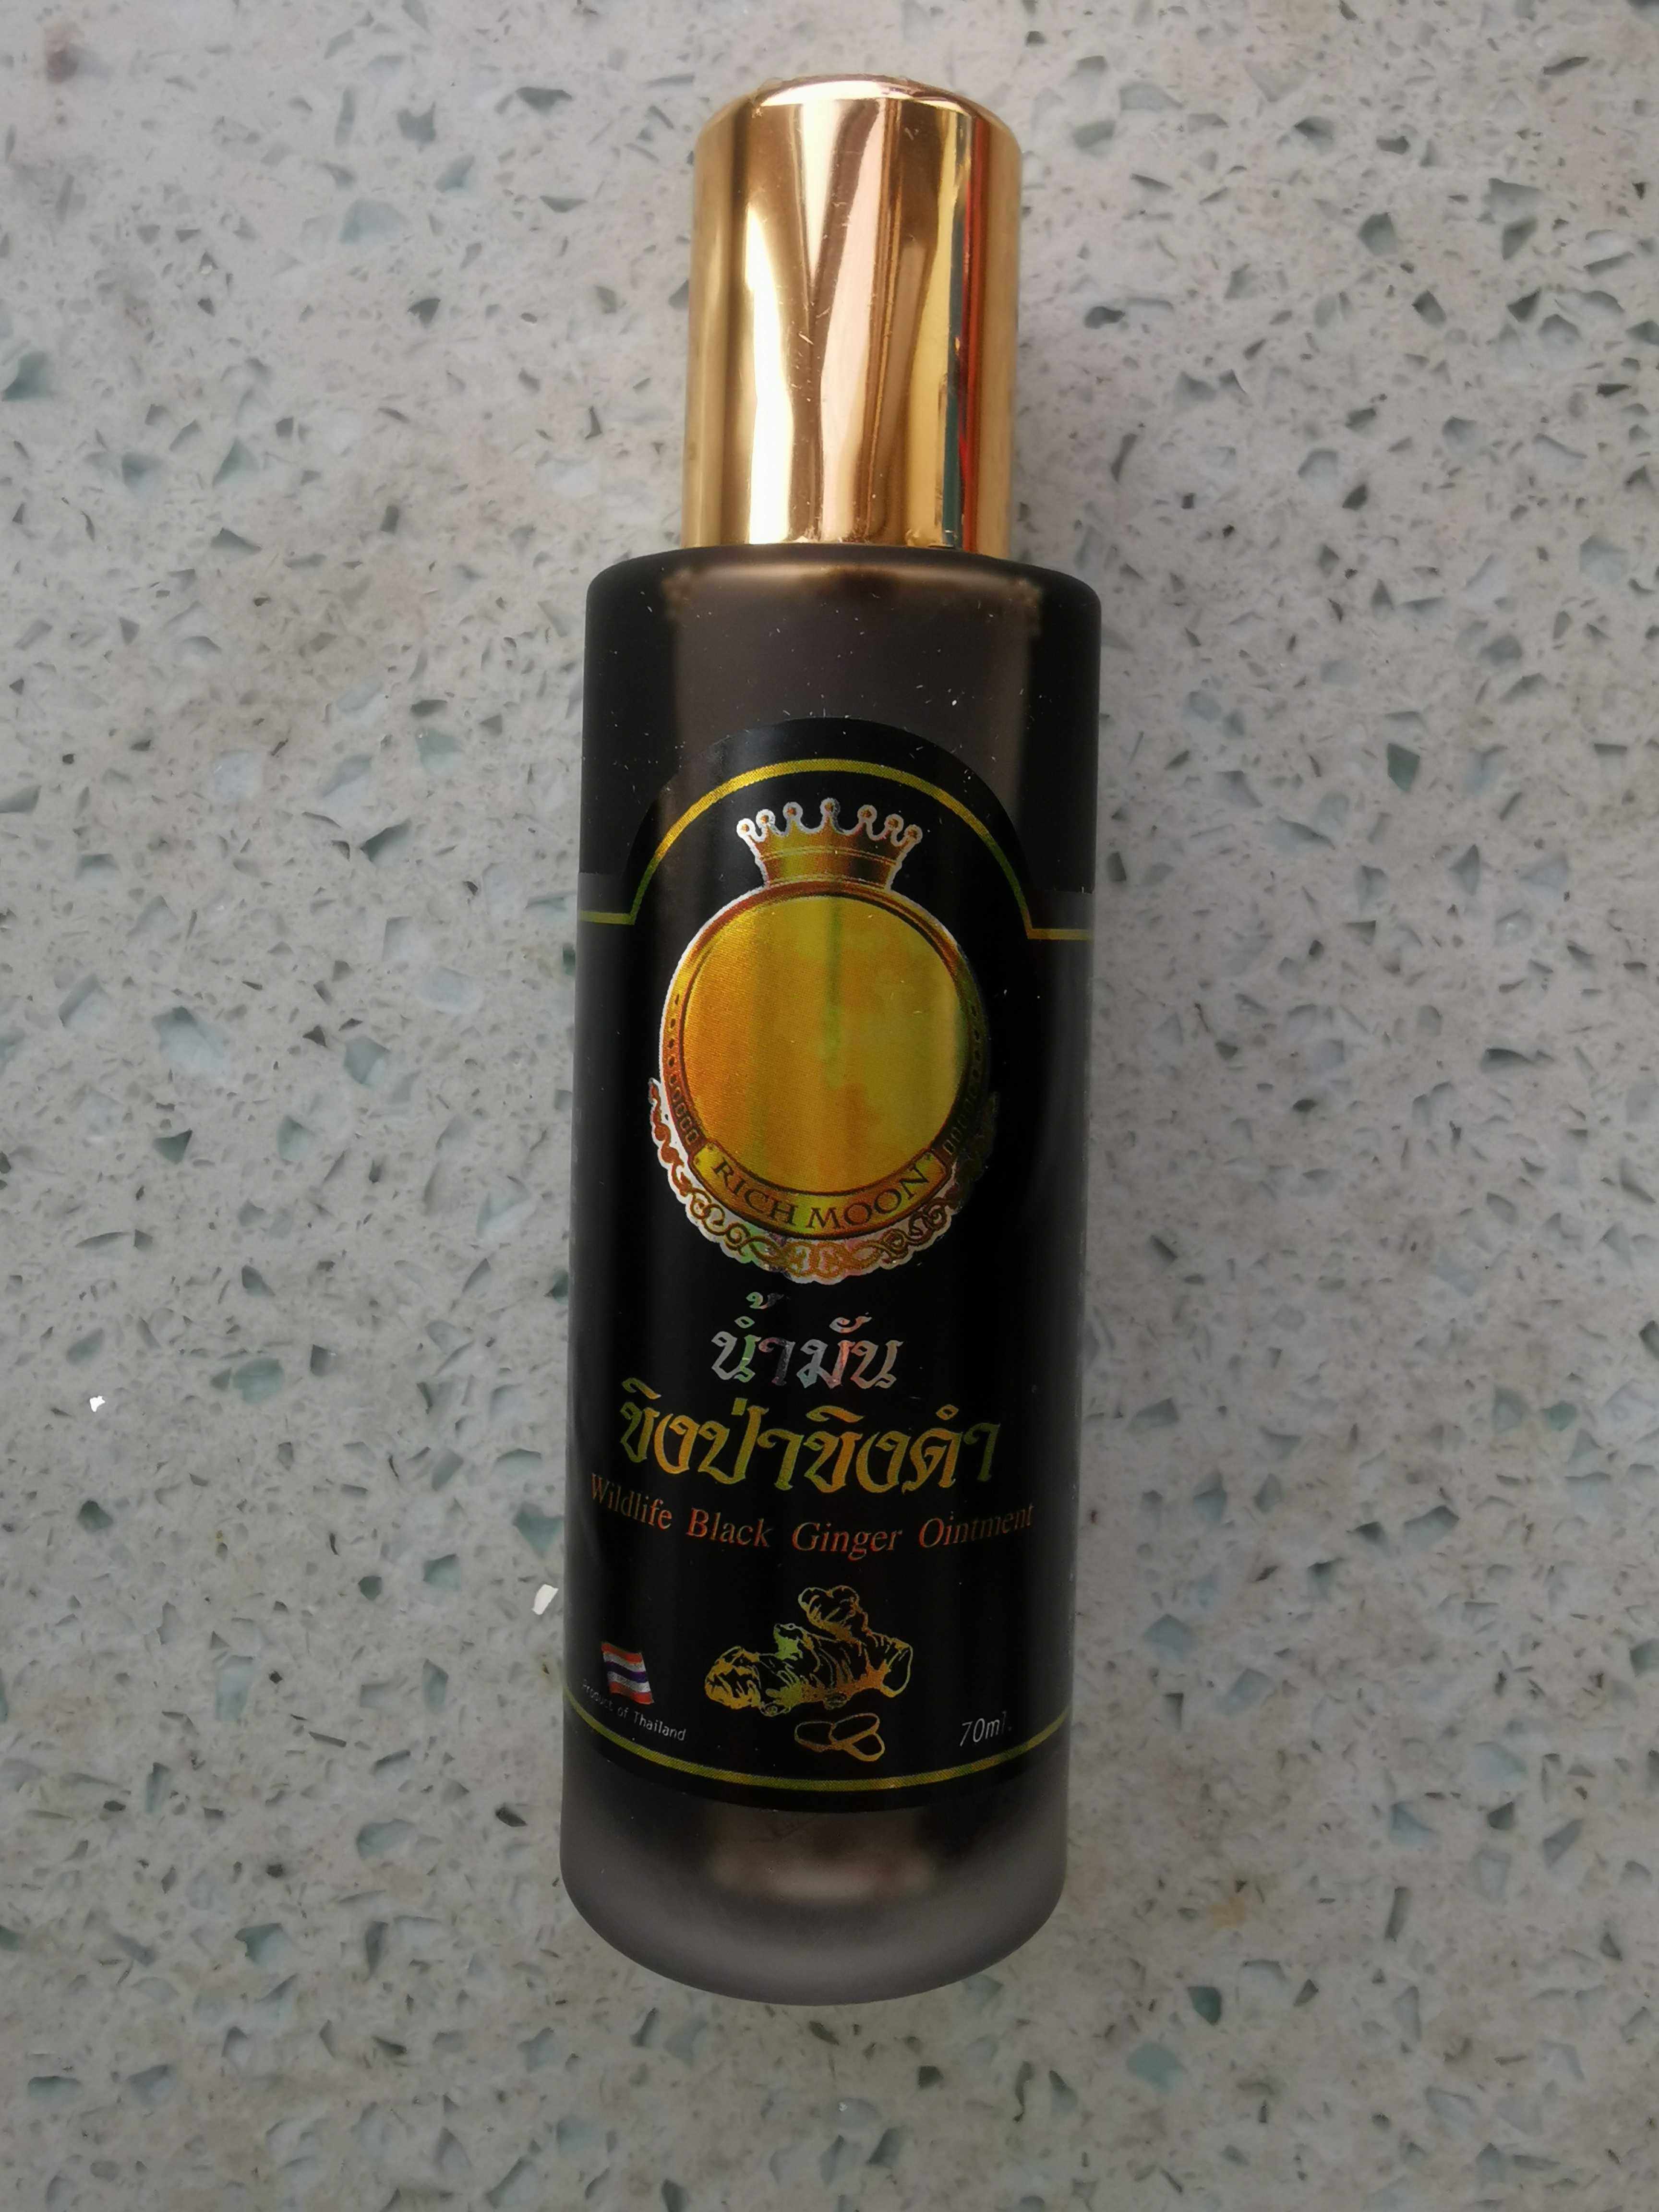 RICH MOON
น้ำมัน
ขิงป่าขิงดำ
Wildlife Black Ginger Ointment
Product of Thailand
70ml.